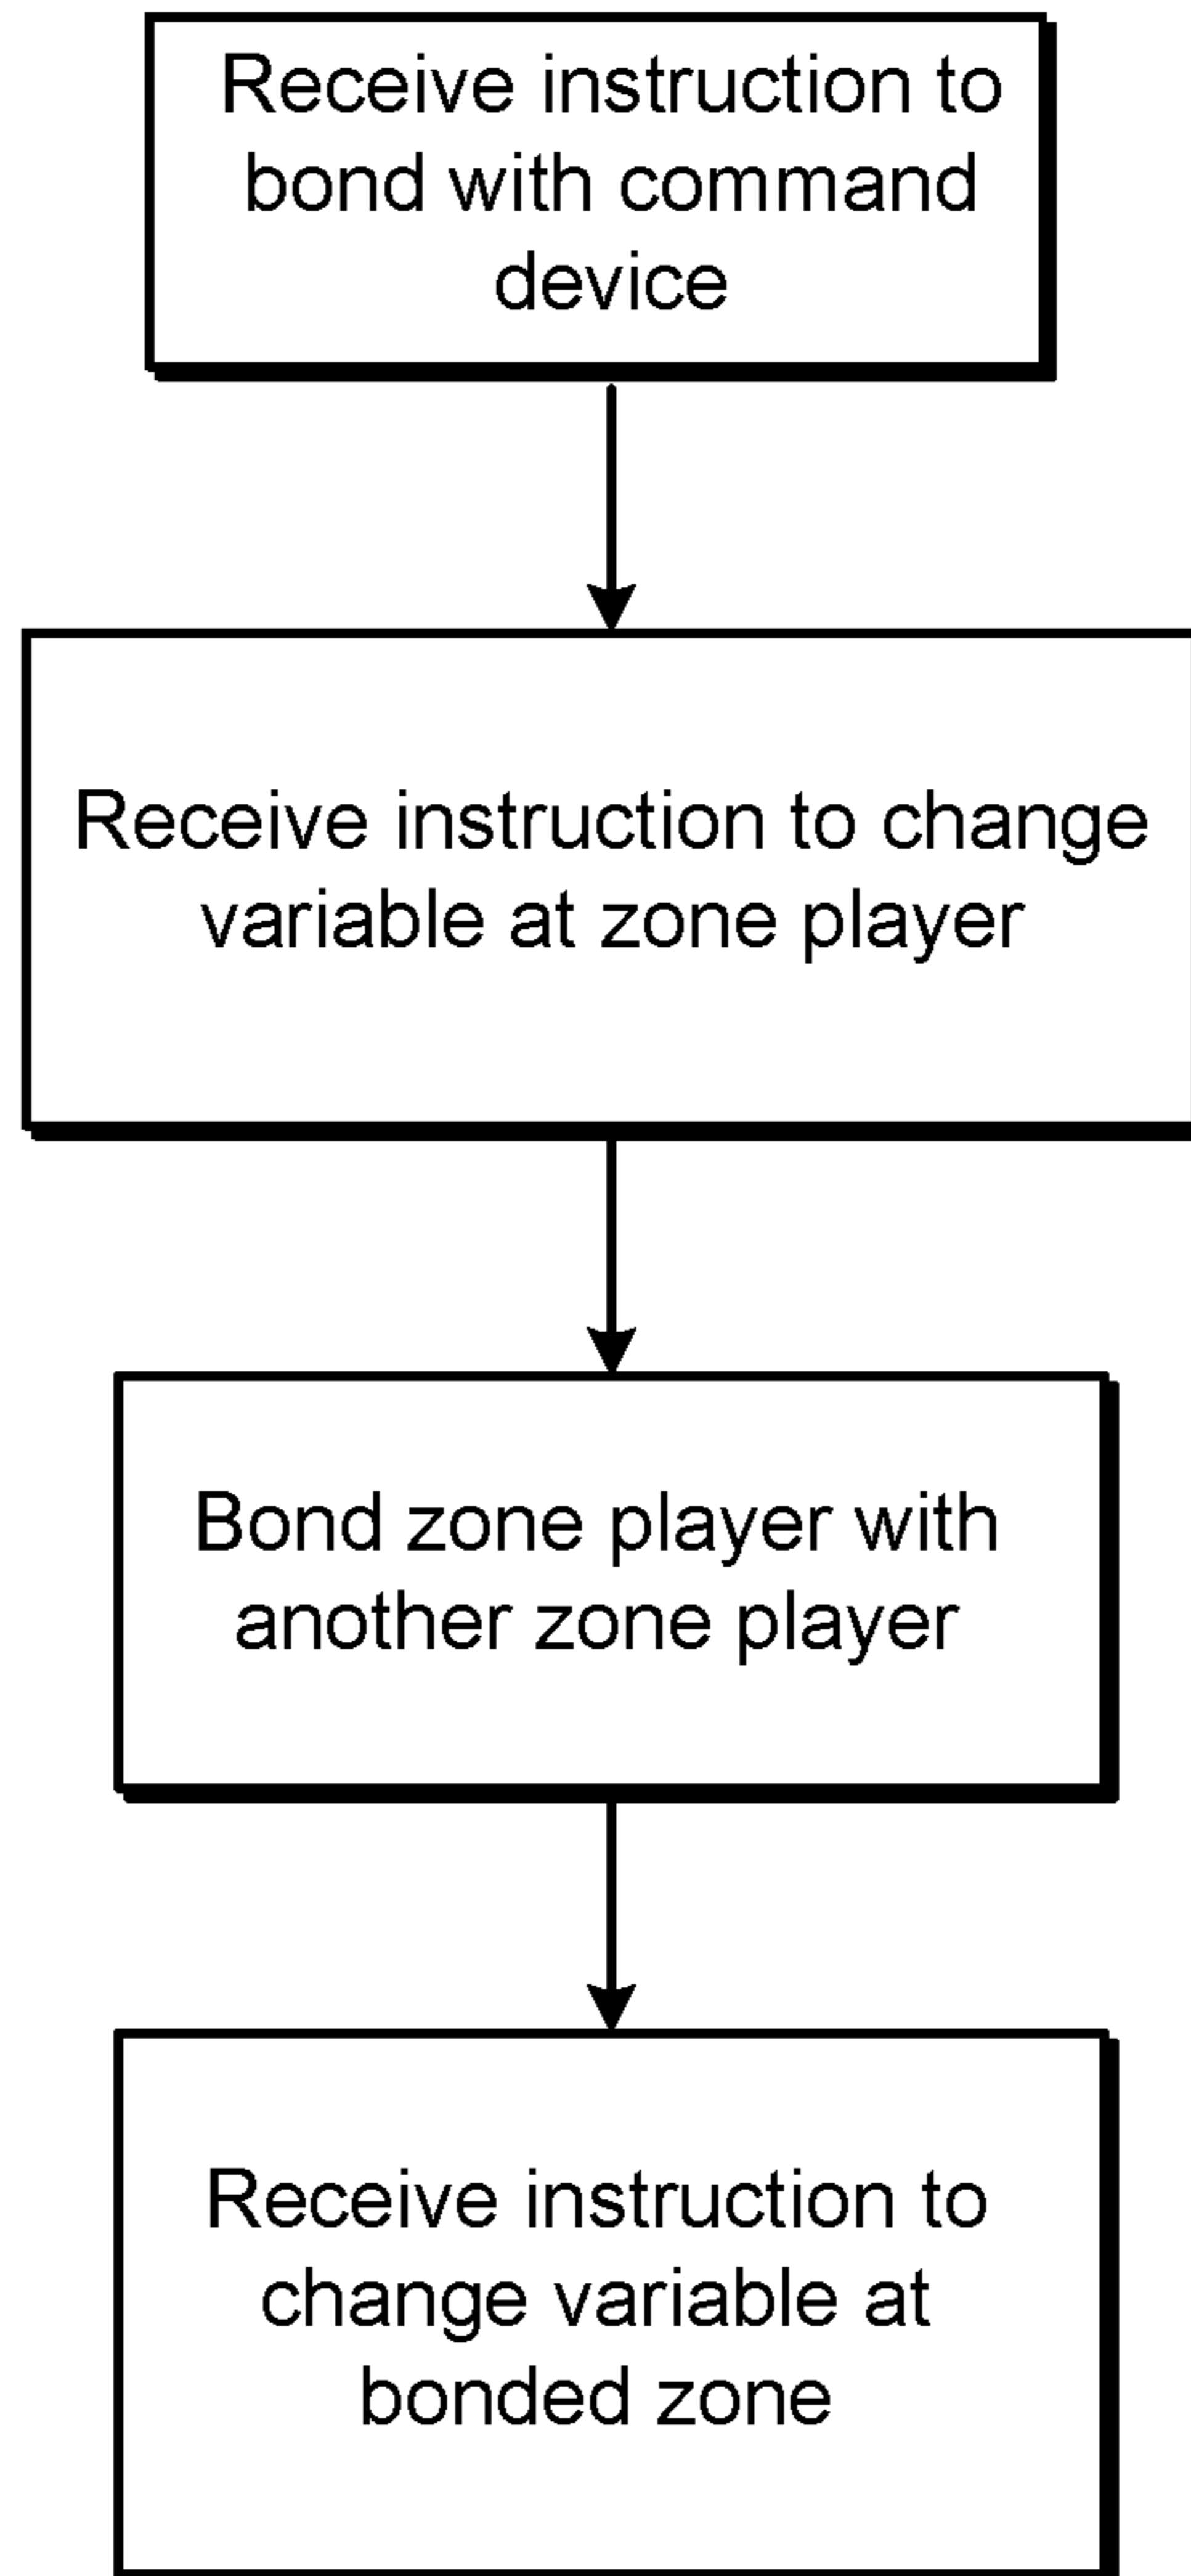 Receive instruction to
bond with command
device
Receive instruction to change
variable at zone player
Bond zone player with
another zone player
Receive instruction to
change variable at
bonded zone